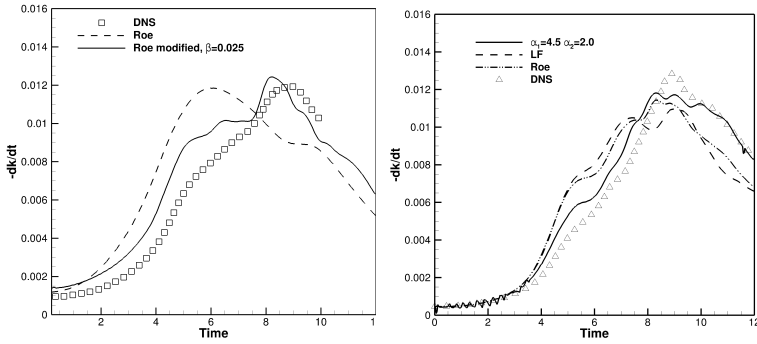 0.016
0.014
0.012
0.01
0.008
0.006
0.004
0.002
0
-dk/dt
DNS
Roe
Roe modified, β=0.025
2
4
6
8
10
1
Time
0.016
0.014
0.012
0.01
0.008
0.006
0.004
0.002
0
-dk/dt
α₁=4.5 α₂=2.0
LF
Roe
DNS
0
2
4
6
8
10
12
Time